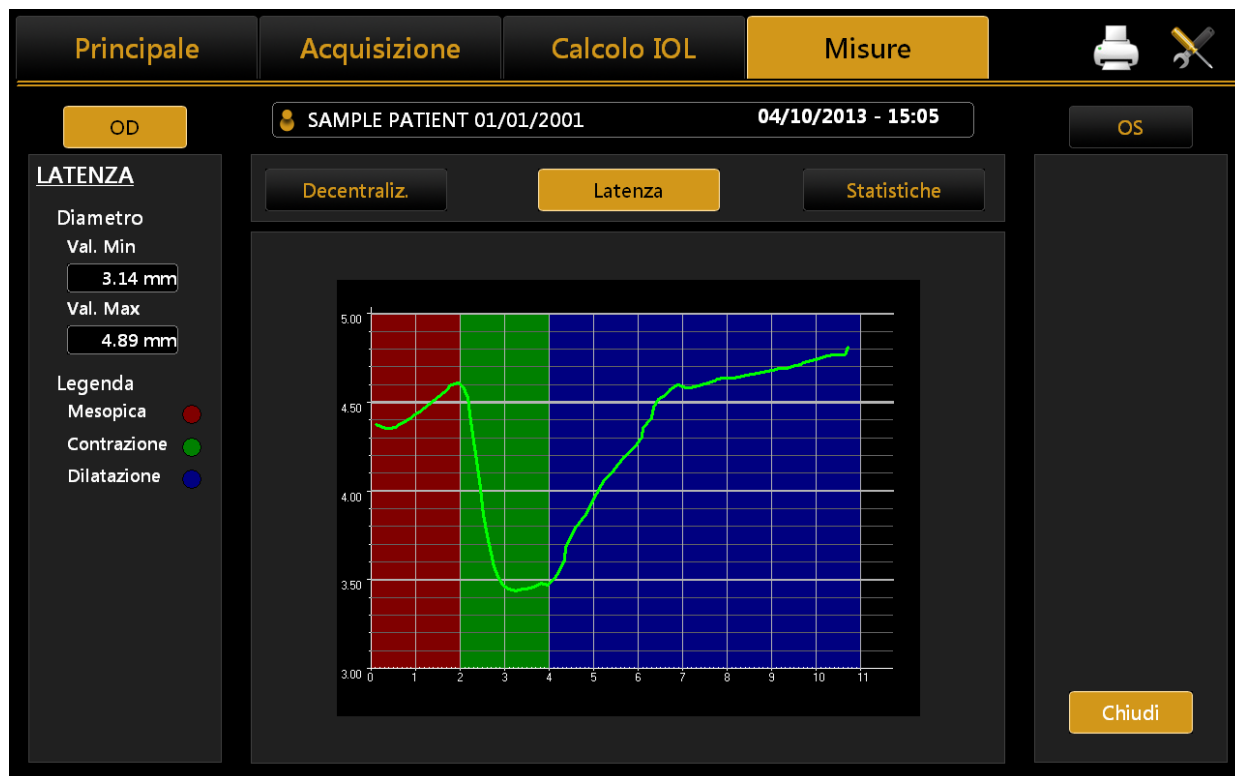 Principale
Acquisizione
Calcolo IOL
Misure
OD
SAMPLE PATIENT 01/01/2001
04/10/2013 - 15:05
OS
LATENZA
Diametro
Val. Min
3.14 mm
Val. Max
4.89 mm
Legenda
Mesopica
Contrazione
Dilatazione
Decentraliz.
Latenza
Statistiche
5.00
4.50
4.00
3.50
3.00
0 1 2 3 4 5 6 7 8 9 10 11
Chiudi